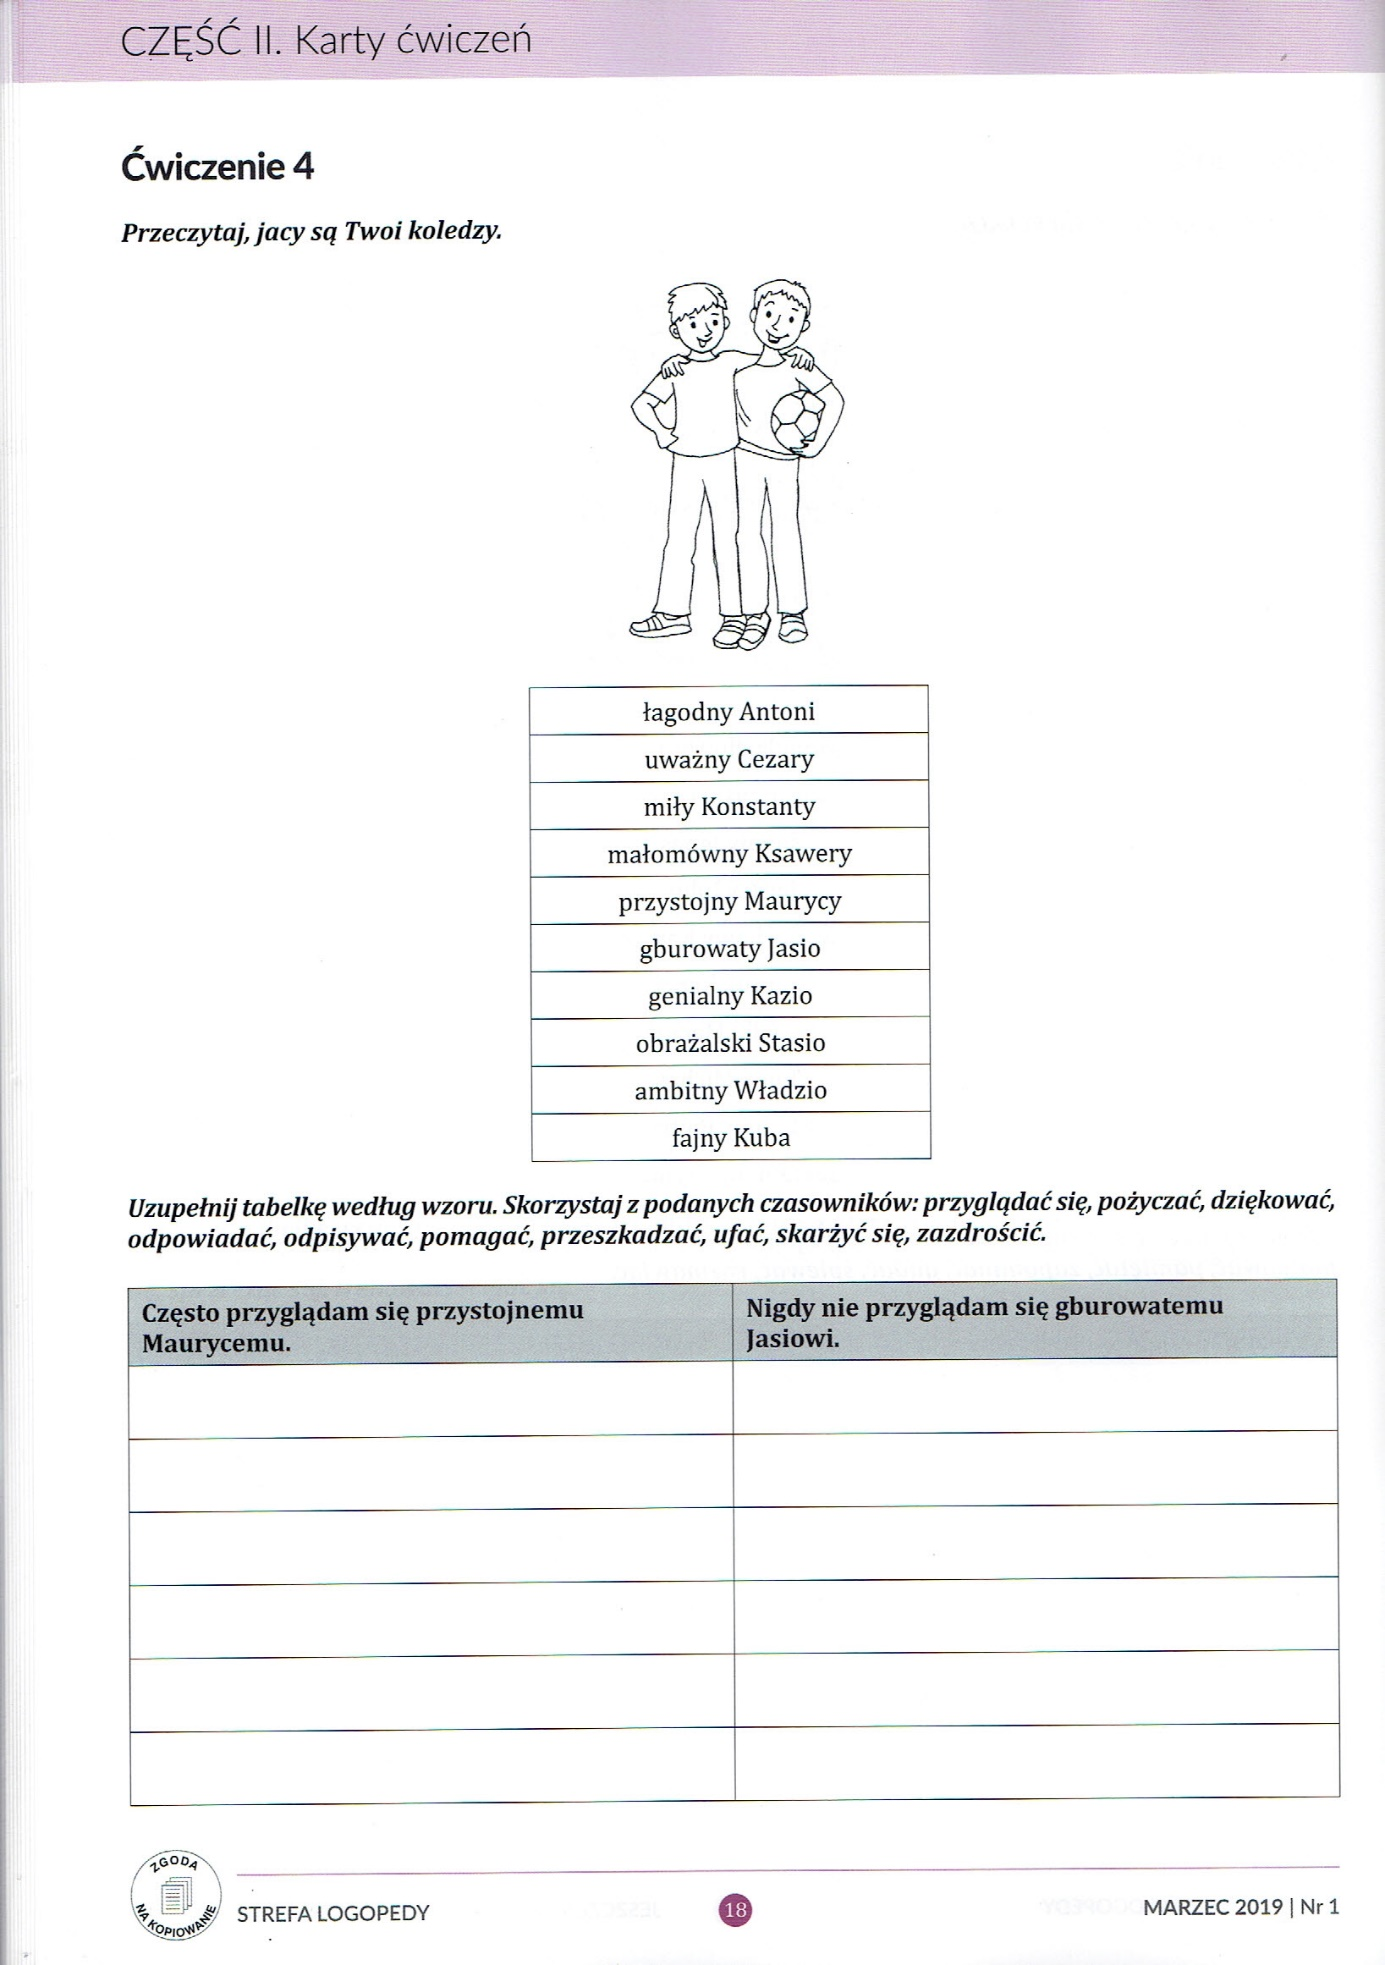 CZĘŚĆ II. Karty ćwiczeń
Ćwiczenie 4
Przeczytaj, jacy są Twoi koledzy.
łagodny Antoni
uważny Cezary
miły Konstanty
małomówny Ksawery
przystojny Maurycy
gburowaty Jasio
genialny Kazio
obrażalski Stasio
ambitny Władzio
fajny Kuba
Uzupełnij tabelkę według wzoru. Skorzystaj z podanych czasowników: przyglądać się, pożyczać, dziękować,
odpowiadać, odpisywać, pomagać, przeszkadzać, ufać, skarżyć się, zazdrościć.
Często przyglądam się przystojnemu
Maurycemu.
Nigdy nie przyglądam się gburowatemu
Jasiowi.
ZGODA
NA KOPIOWANIE
STREFA LOGOPEDY
18
MARZEC 2019 | Nr 1